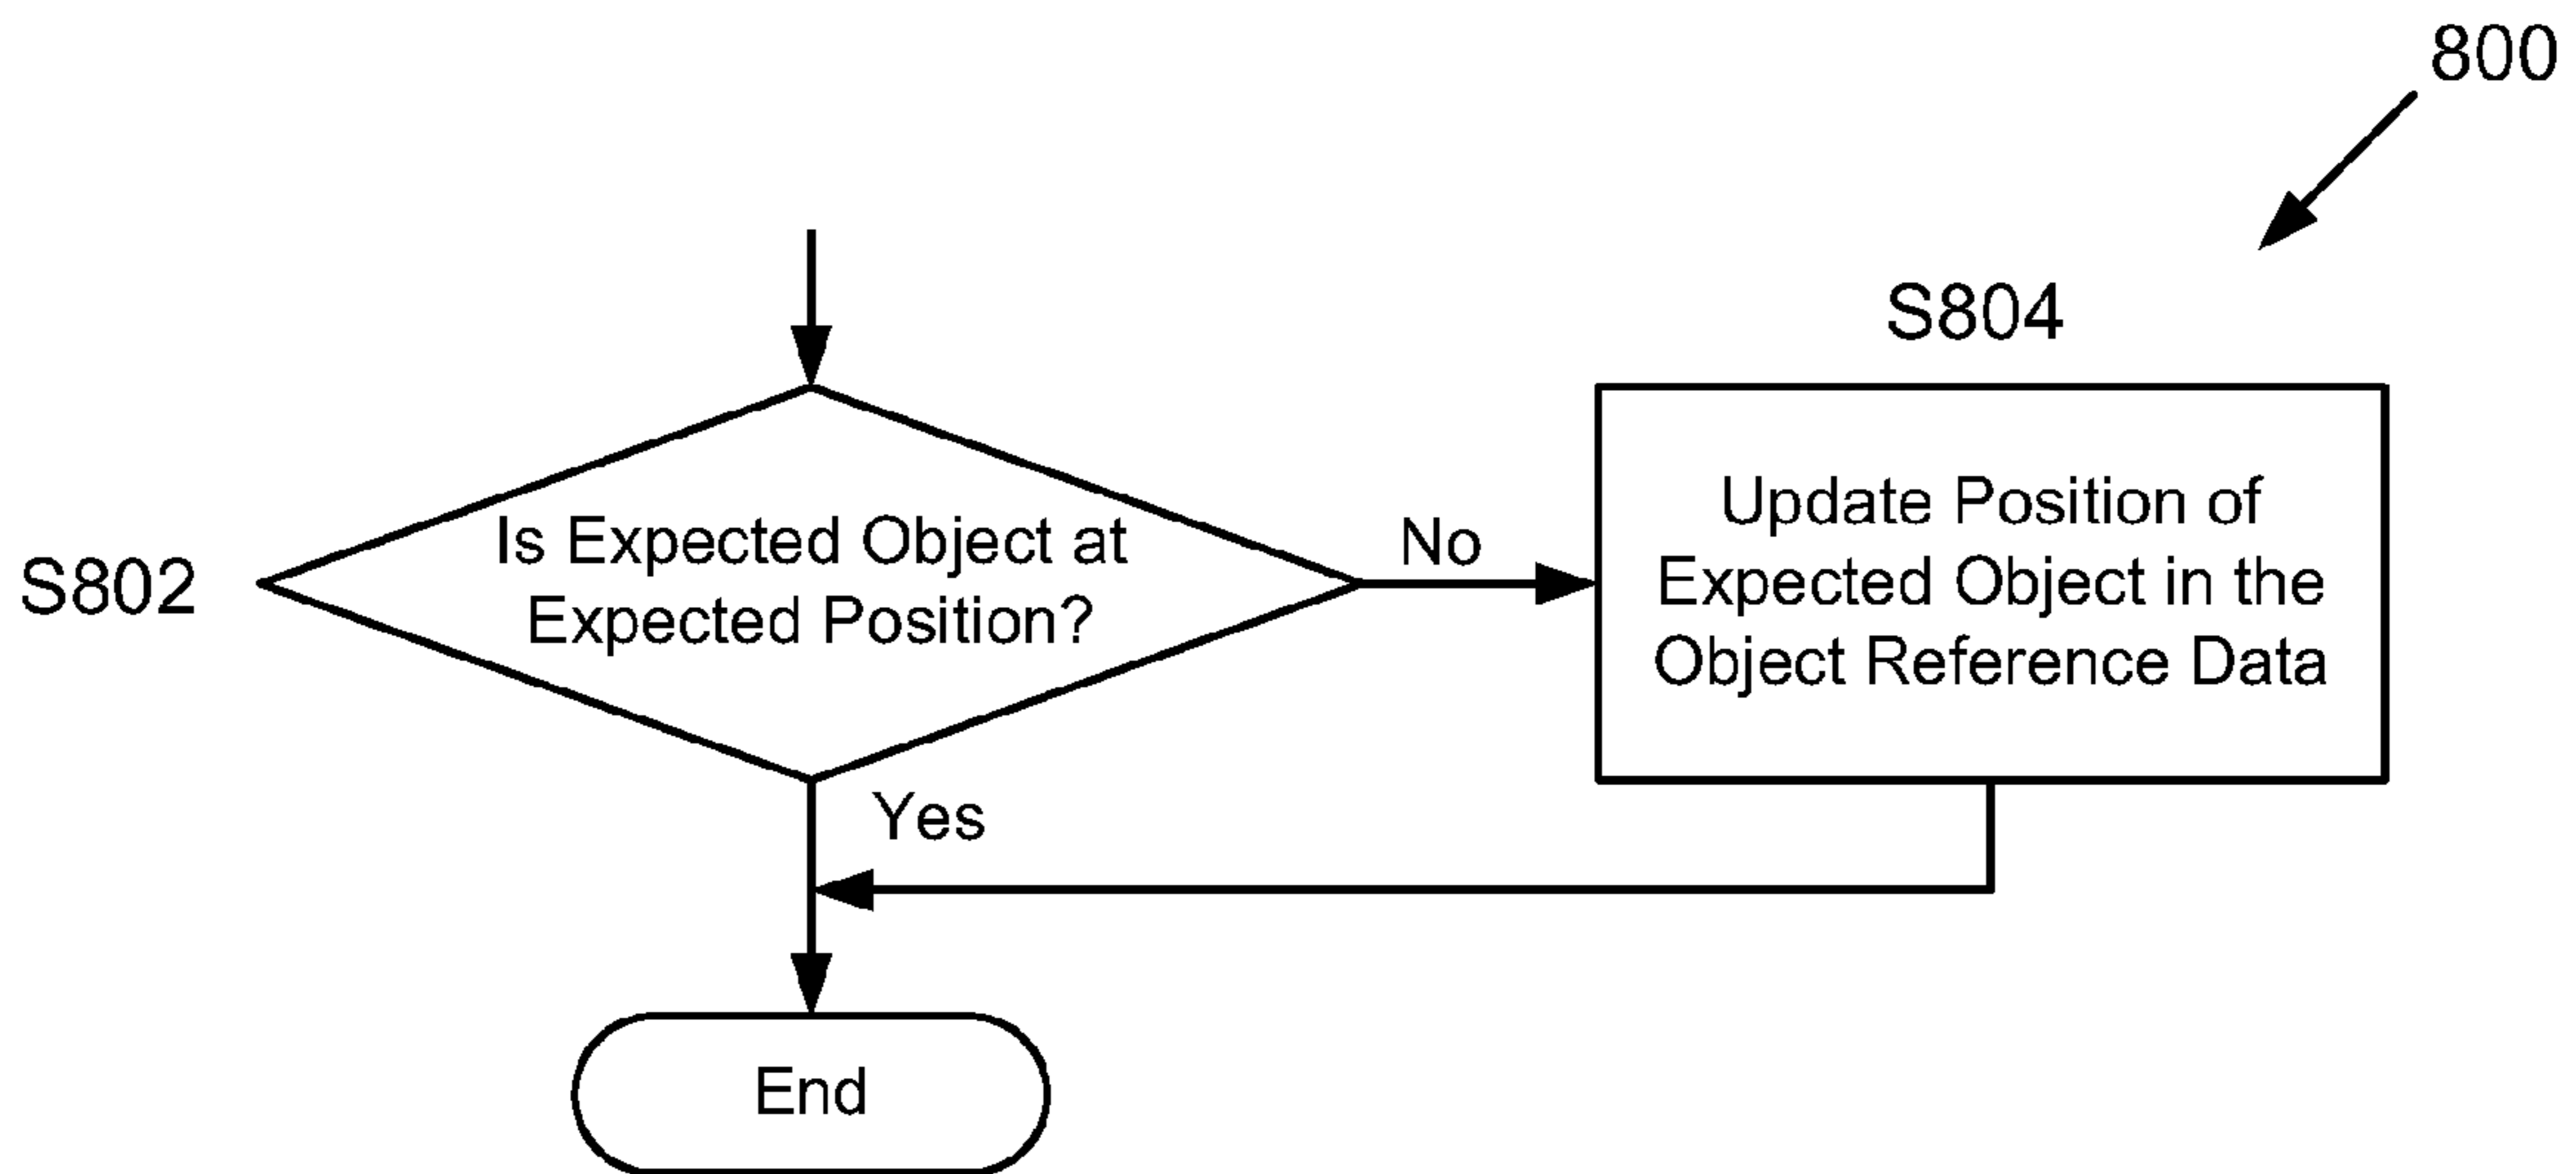 800
S804
S802
Is Expected Object at
Expected Position?
No
Update Position of
Expected Object in the
Object Reference Data
Yes
End